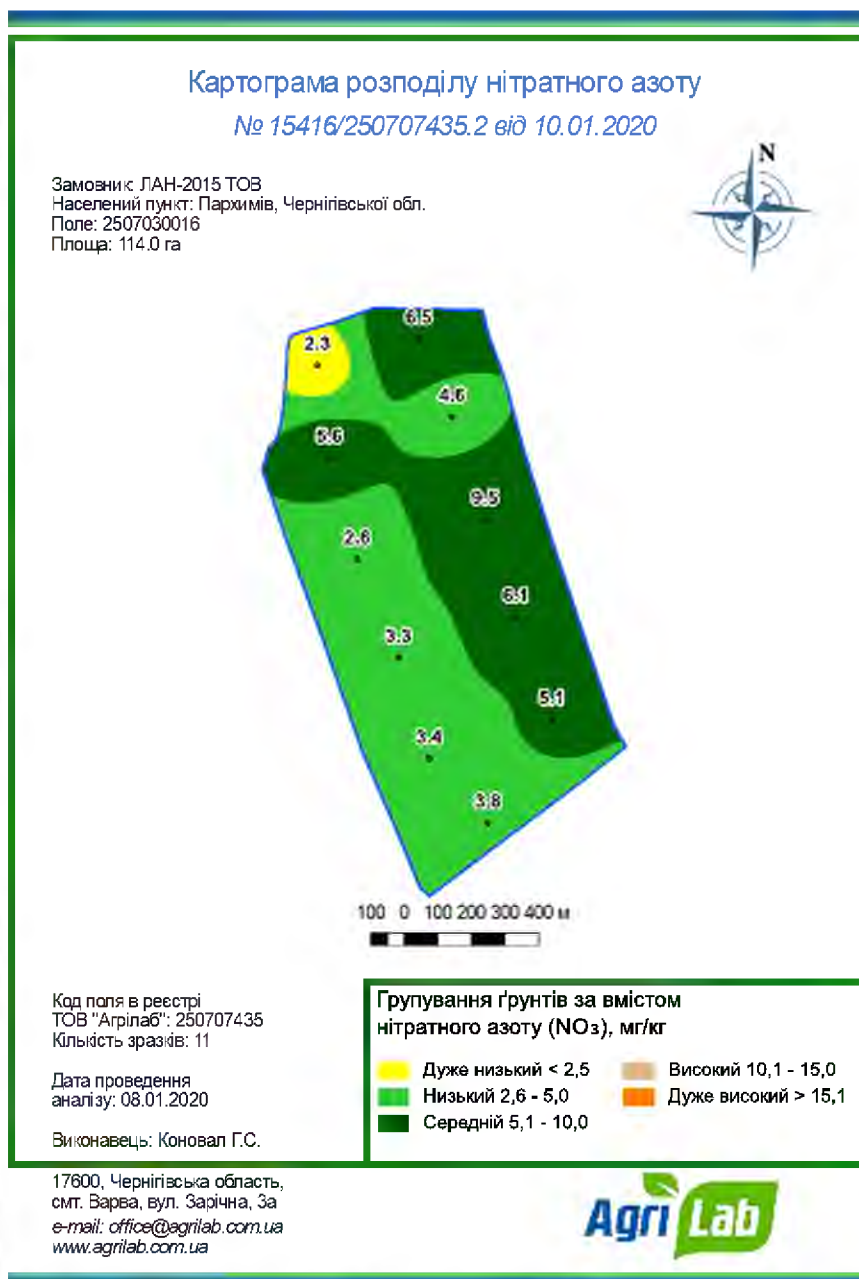 Картограма розподілу нітратного азоту
№ 15416/250707435.2 від 10.01.2020
N
Замовник: ЛАН-2015 ТОВ
Населений пункт: Пархимів, Чернігівської обл.
Поле: 2507030016
Площа: 114.0 га
6.5
2.3
4.6
5.6
9.5
2.6
6.1
3.3
5.1
3.4
3.8
100 0 100 200 300 400 м
Код поля в реєстрі
ТОВ "Агрілаб": 250707435
Кількість зразків: 11
Дата проведення
аналізу: 08.01.2020
Виконавець: Коновал Г.С.
Групування ґрунтів за вмістом
нітратного азоту (NO₃), мг/кг
Дуже низький < 2,5
Низький 2,6 - 5,0
Середній 5,1 - 10,0
Високий 10,1 - 15,0
Дуже високий > 15,1
17600, Чернігівська область,
смт. Варва, вул. Зарічна, 3а
e-mail: office@agrilab.com.ua
www.agrilab.com.ua
Agri Lab